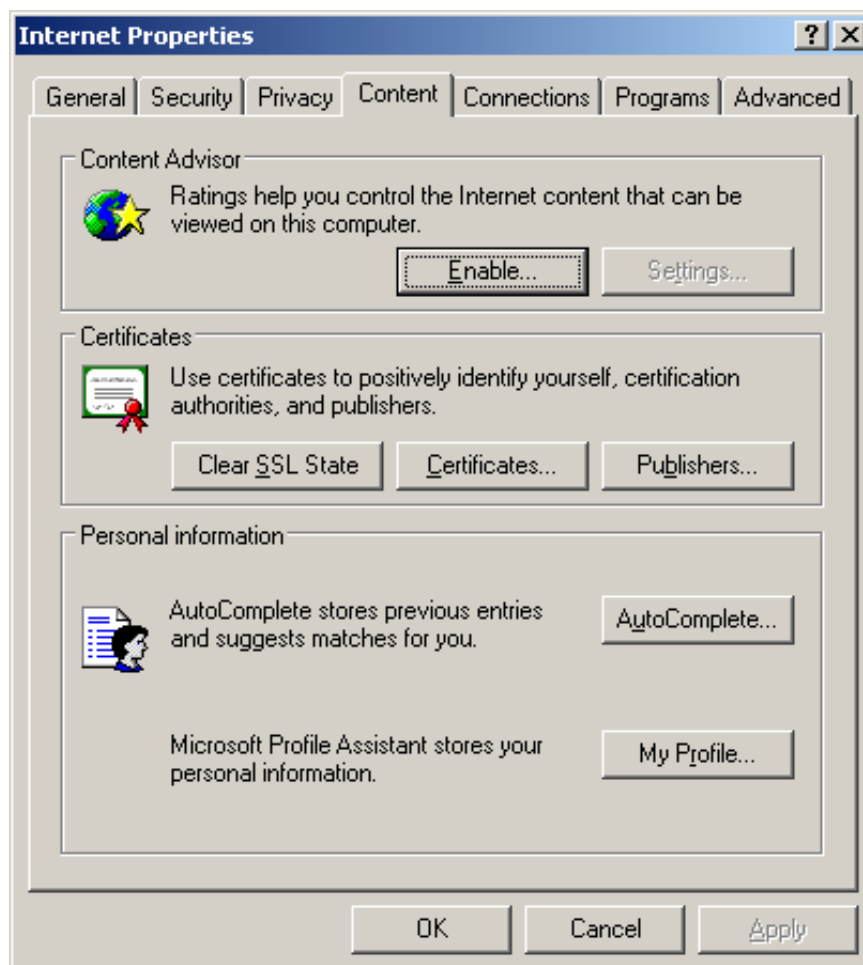 Internet Properties
General Security Privacy Content Connections Programs Advanced
Content Advisor
Ratings help you control the Internet content that can be
viewed on this computer.
Enable... Settings...
Certificates
Use certificates to positively identify yourself, certification
authorities, and publishers.
Clear SSL State Certificates... Publishers...
Personal information
AutoComplete stores previous entries
and suggests matches for you.
AutoComplete...
Microsoft Profile Assistant stores your
personal information.
My Profile...
OK Cancel Apply